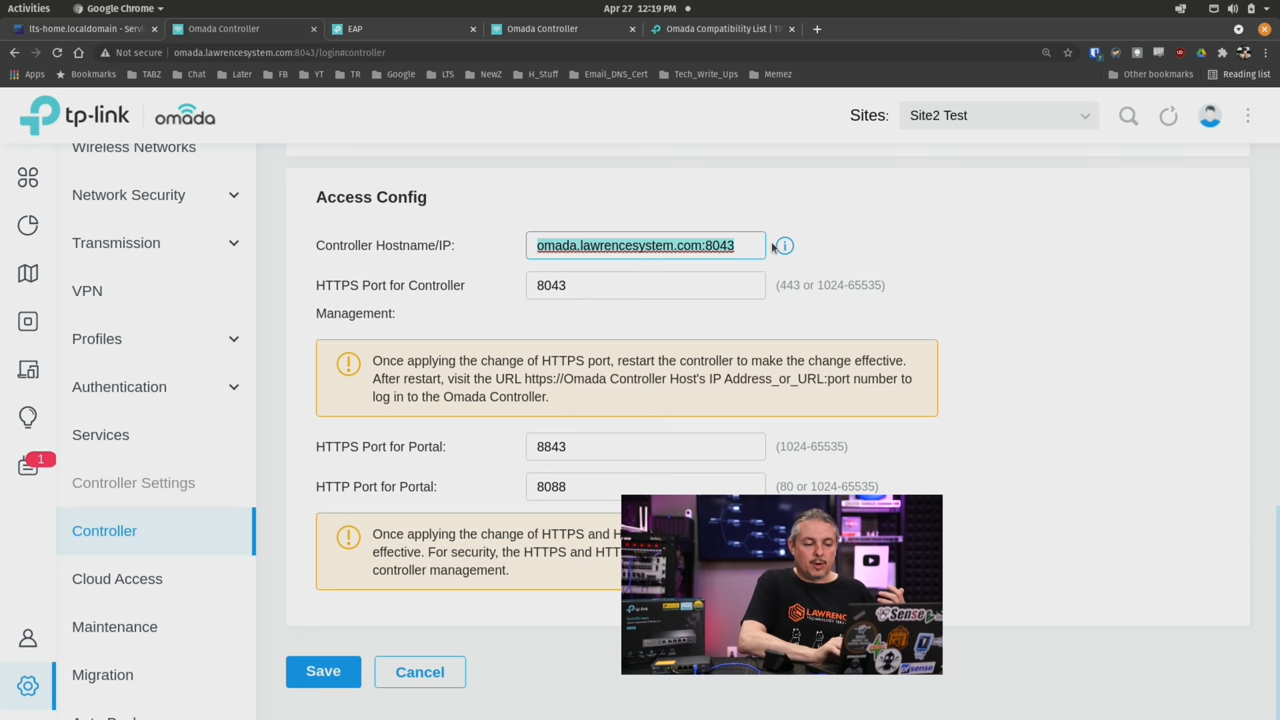 Activities
Google Chrome
Apr 27 12:19 PM
lts-home.localdomain - Servi
Omada Controller
EAP
Omada Controller
Omada Compatibility List | T
Not secure
omada.lawrencesystem.com:8043/login#controller
Apps
Bookmarks
TABZ
Chat
Later
FB
YT
TR
Google
LTS
NewZ
H_Stuff
Email_DNS_Cert
Tech_Write_Ups
Memez
Other bookmarks
Reading list
tp-link
omada
Sites:
Site2 Test
Wireless Networks
Network Security
Transmission
VPN
Profiles
Authentication
Services
1
Controller Settings
Controller
Cloud Access
Maintenance
Migration
Access Config
Controller Hostname/IP:
omada.lawrencesystem.com:8043
HTTPS Port for Controller
Management:
8043
(443 or 1024-65535)
Once applying the change of HTTPS port, restart the controller to make the change effective.
After restart, visit the URL https://Omada Controller Host's IP Address_or_URL:port number to
log in to the Omada Controller.
HTTPS Port for Portal:
8843
(1024-65535)
HTTP Port for Portal:
8088
(80 or 1024-65535)
Once applying the change of HTTPS and H
effective. For security, the HTTPS and HTT
controller management.
Save
Cancel
tp-link
LAWRENC
Sense
sense